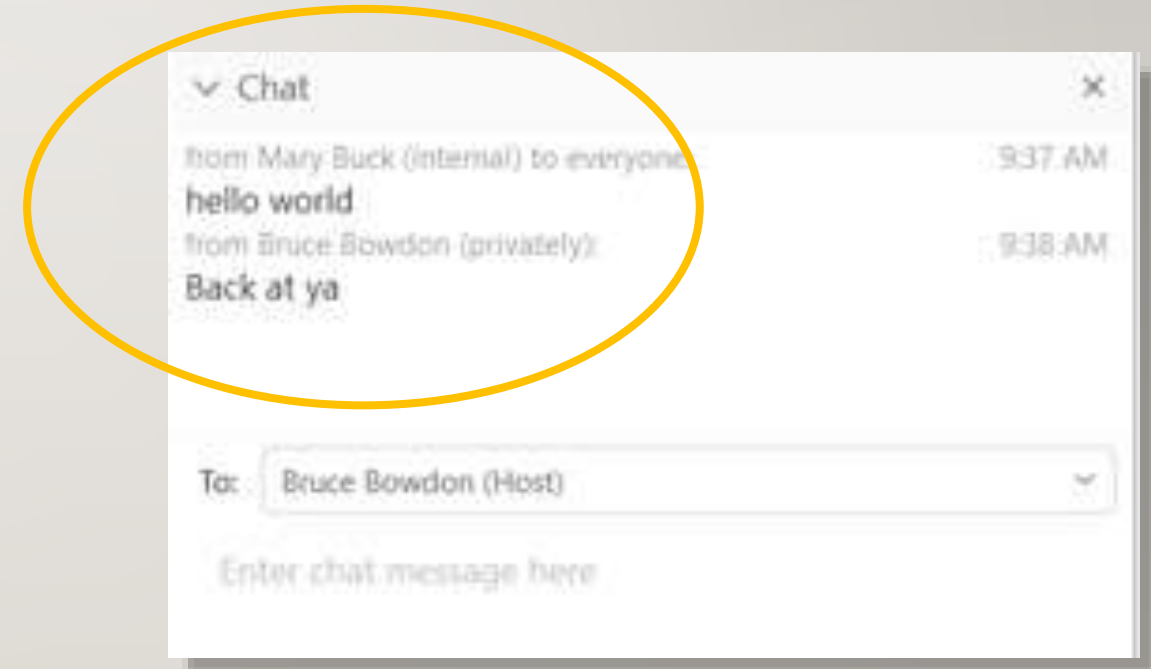 Chat
from Mary Buck (internal) to everyone: 9:37 AM
hello world
from Bruce Bowdon (privately): 9:38 AM
Back at ya
To: Bruce Bowdon (Host)
Enter chat message here